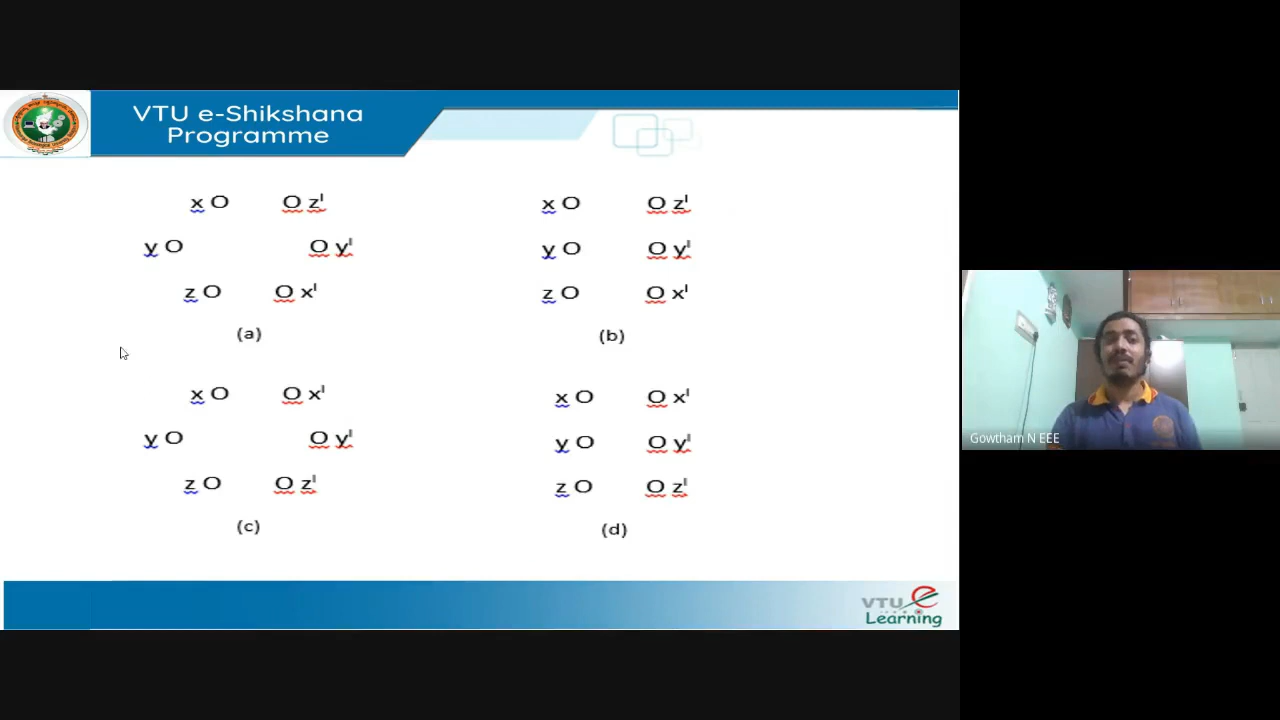 VTU e-Shikshana
Programme
x O O z'
y O O y'
z O O x'
(a)
x O O z'
y O O y'
z O O x'
(b)
x O O x'
y O O y'
z O O z'
(c)
x O O x'
y O O y'
z O O z'
(d)
Gowtham N EEE
VTU e
Learning